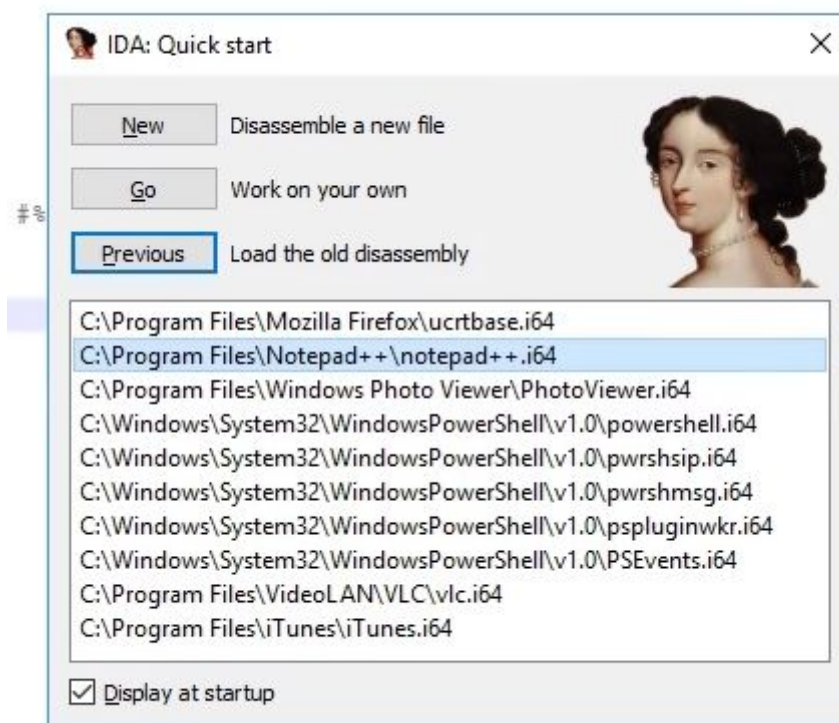 IDA: Quick start
New Disassemble a new file
Go Work on your own
Previous Load the old disassembly
C:\Program Files\Mozilla Firefox\ucrtbase.i64
C:\Program Files\Notepad++\notepad++.i64
C:\Program Files\Windows Photo Viewer\PhotoViewer.i64
C:\Windows\System32\WindowsPowerShell\v1.0\powershell.i64
C:\Windows\System32\WindowsPowerShell\v1.0\pwrshsip.i64
C:\Windows\System32\WindowsPowerShell\v1.0\pwrshmsg.i64
C:\Windows\System32\WindowsPowerShell\v1.0\pspluginwkr.i64
C:\Windows\System32\WindowsPowerShell\v1.0\PSEvents.i64
C:\Program Files\VideoLAN\VLC\vlc.i64
C:\Program Files\iTunes\iTunes.i64
Display at startup